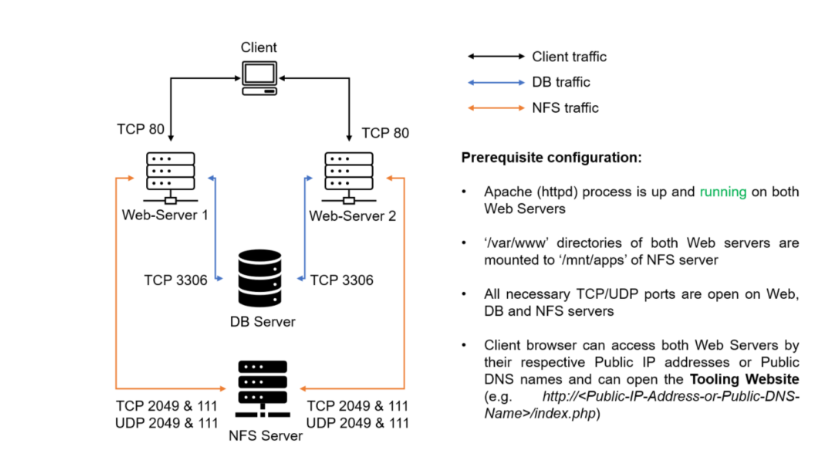 Client
TCP 80
TCP 80
Web-Server 1
Web-Server 2
TCP 3306
TCP 3306
DB Server
TCP 2049 & 111
UDP 2049 & 111
TCP 2049 & 111
UDP 2049 & 111
NFS Server
Client traffic
DB traffic
NFS traffic
Prerequisite configuration:
• Apache (httpd) process is up and running on both
Web Servers
• ‘/var/www’ directories of both Web servers are
mounted to ‘/mnt/apps’ of NFS server
• All necessary TCP/UDP ports are open on Web,
DB and NFS servers
• Client browser can access both Web Servers by
their respective Public IP addresses or Public
DNS names and can open the Tooling Website
(e.g. http://<Public-IP-Address-or-Public-DNS-
Name>/index.php)